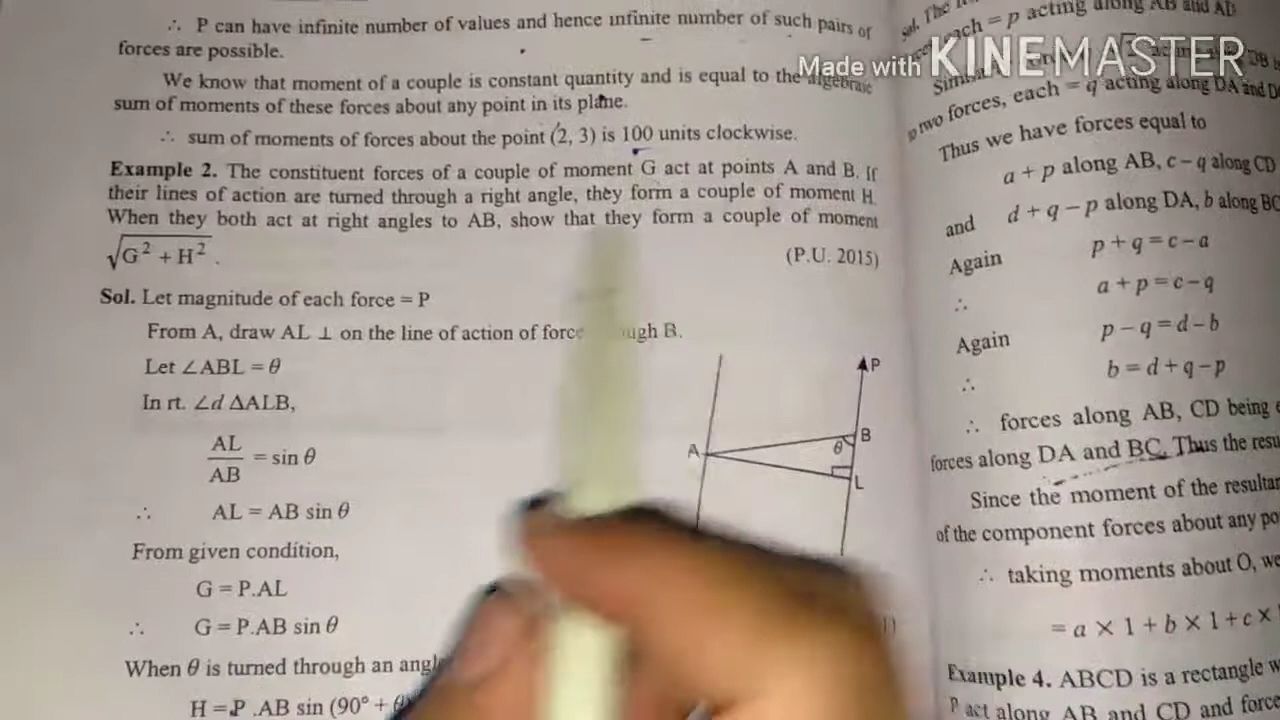 ∴ P can have infinite number of values and hence infinite number of such pairs of
forces are possible.
We know that moment of a couple is constant quantity and is equal to the algebraic
sum of moments of these forces about any point in its plane.
∴ sum of moments of forces about the point (2, 3) is 100 units clockwise.
Example 2. The constituent forces of a couple of moment G act at points A and B. If
their lines of action are turned through a right angle, they form a couple of moment H.
When they both act at right angles to AB, show that they form a couple of moment
√G² + H² .
(P.U. 2015)
Sol. Let magnitude of each force = P
From A, draw AL ⊥ on the line of action of force ugh B.
Let ∠ABL = θ
In rt. ∠d ΔALB,
AL
AB
= sin θ
∴ AL = AB sin θ
From given condition,
G = P.AL
∴ G = P.AB sin θ
When θ is turned through an angl
H = P .AB sin (90° + θ
P
A
B
θ
L
Made with KINEMASTER
each = p acting along AB and AD
two forces, each = q acting along DA and
Thus we have forces equal to
a + p along AB, c – q along CD
and d + q – p along DA, b along BC
Again p + q = c – a
∴ a + p = c – q
Again p – q = d – b
∴ b = d + q – p
∴ forces along AB, CD being
forces along DA and BC. Thus the resu
Since the moment of the resultan
of the component forces about any po
∴ taking moments about O, we
= a × 1 + b × 1 + c ×
Example 4. ABCD is a rectangle w
P act along AB and CD and force